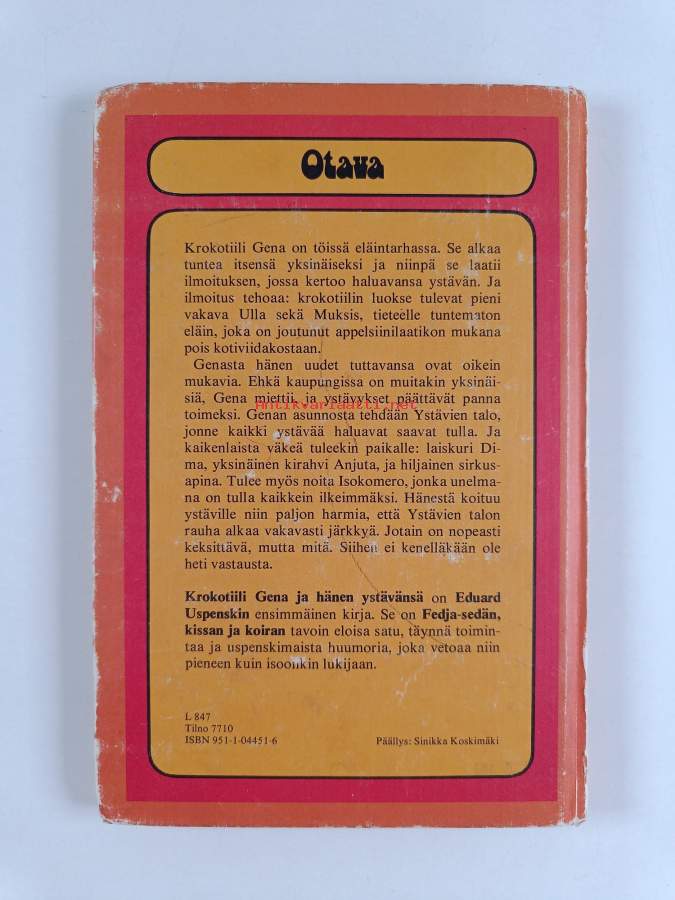 Otava
Krokotiili Gena on töissä eläintarhassa. Se alkaa
tuntea itsensä yksinäiseksi ja niinpä se laatii
ilmoituksen, jossa kertoo haluavansa ystävän. Ja
ilmoitus tehoaa: krokotiilin luokse tulevat pieni
vakava Ulla sekä Muksis, tieteelle tuntematon
eläin, joka on joutunut appelsiinilaatikon mukana
pois kotiviidakostaan.
Genasta hänen uudet tuttavansa ovat oikein
mukavia. Ehkä kaupungissa on muitakin yksinäi-
siä, Gena miettii, ja ystävykset päättävät panna
Antikvariaatti.net
toimeksi. Genan asunnosta tehdään Ystävien talo,
jonne kaikki ystävää haluavat saavat tulla. Ja
kaikenlaista väkeä tuleekin paikalle: laiskuri Di-
ma, yksinäinen kirahvi Anjuta, ja hiljainen sirkus-
apina. Tulee myös noita Isokomero, jonka unelma-
na on tulla kaikkein ilkeimmäksi. Hänestä koituu
ystäville niin paljon harmia, että Ystävien talon
rauha alkaa vakavasti järkkyä. Jotain on nopeasti
keksittävä, mutta mitä. Siihen ei kenelläkään ole
heti vastausta.
Krokotiili Gena ja hänen ystävänsä on Eduard
Uspenskin ensimmäinen kirja. Se on Fedja-sedän,
kissan ja koiran tavoin eloisa satu, täynnä toimin-
taa ja uspenskimaista huumoria, joka vetoaa niin
pieneen kuin isoonkin lukijaan.
L 847
Tilno 7710
ISBN 951-1-04451-6
Päällys: Sinikka Koskimäki